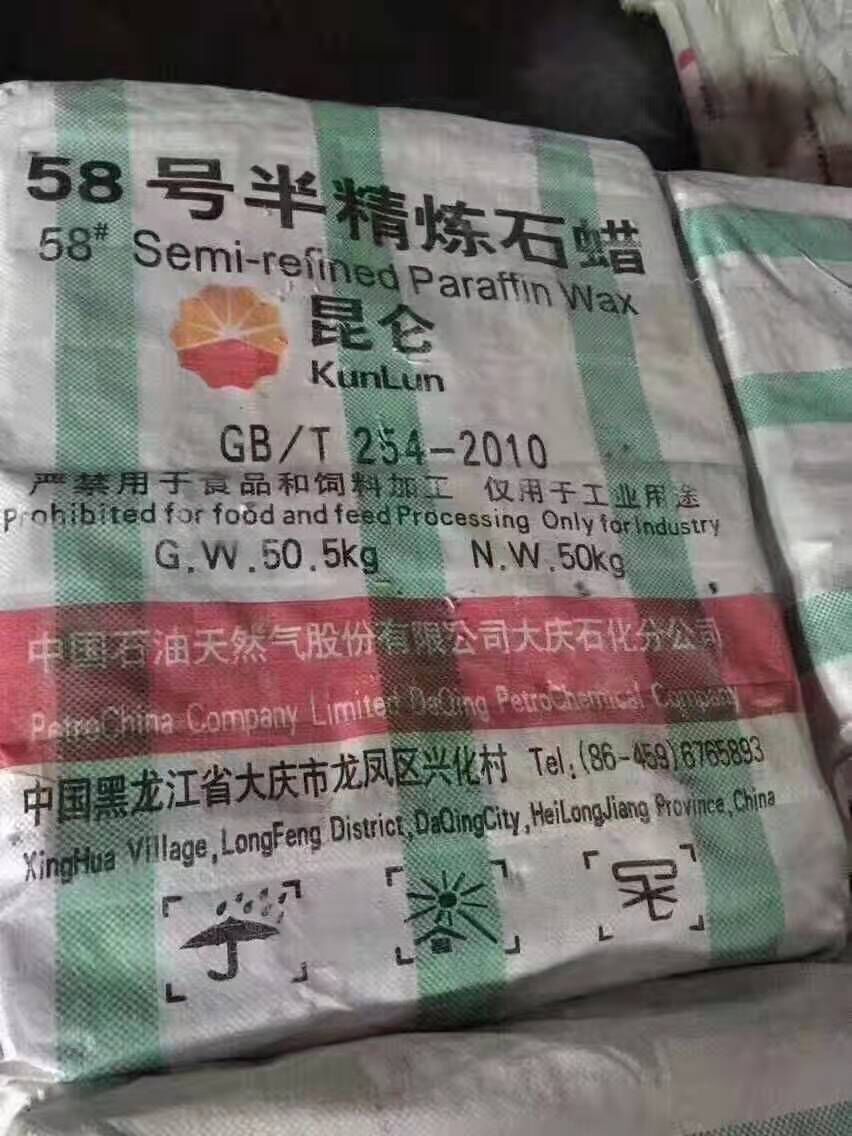 58 号半精炼石蜡
58# Semi-refined Paraffin Wax
昆仑
KunLun
GB/T 254-2010
严禁用于食品和饲料加工 仅用于工业用途
Prohibited for food and feed Processing Only for Industry
G.W.50.5kg N.W.50kg
中国石油天然气股份有限公司大庆石化分公司
PetroChina Company Limited DaQing PetroChemical Company
中国黑龙江省大庆市龙凤区兴化村 Tel:(86-459)6765893
XingHua Village,LongFeng District,DaQingCity,HeiLongJiang Province,China